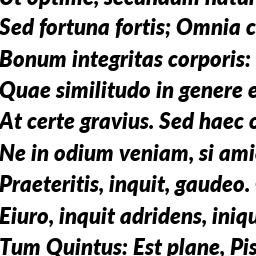 ut optime, secundum natur
Sed fortuna fortis; Omnia c
Bonum integritas corporis:
Quae similitudo in genere e
At certe gravius. Sed haec
Ne in odium veniam, si ami
Praeteritis, inquit, gaudeo.
Eiuro, inquit adridens, iniqu
Tum Quintus: Est plane, Pis